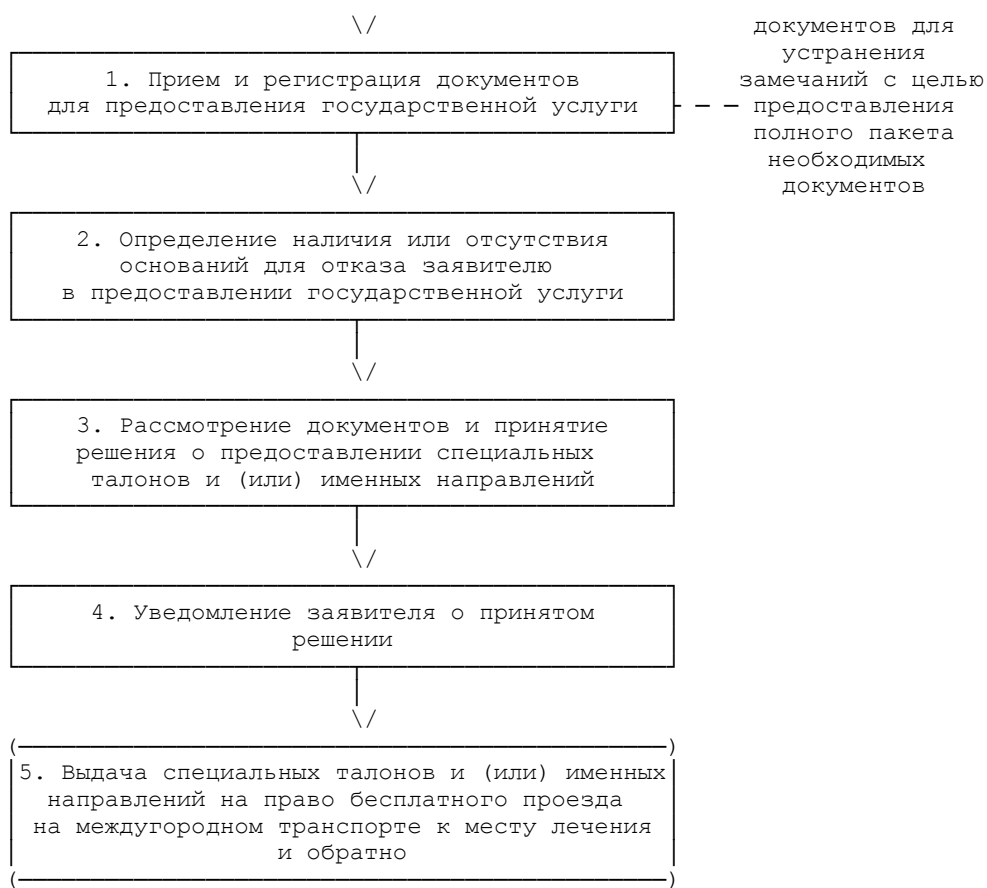 1. Прием и регистрация документов
для предоставления государственной услуги
документов для
устранения
замечаний с целью
предоставления
полного пакета
необходимых
документов
2. Определение наличия или отсутствия
оснований для отказа заявителю
в предоставлении государственной услуги
3. Рассмотрение документов и принятие
решения о предоставлении специальных
талонов и (или) именных направлений
4. Уведомление заявителя о принятом
решении
5. Выдача специальных талонов и (или) именных
направлений на право бесплатного проезда
на междугородном транспорте к месту лечения
и обратно